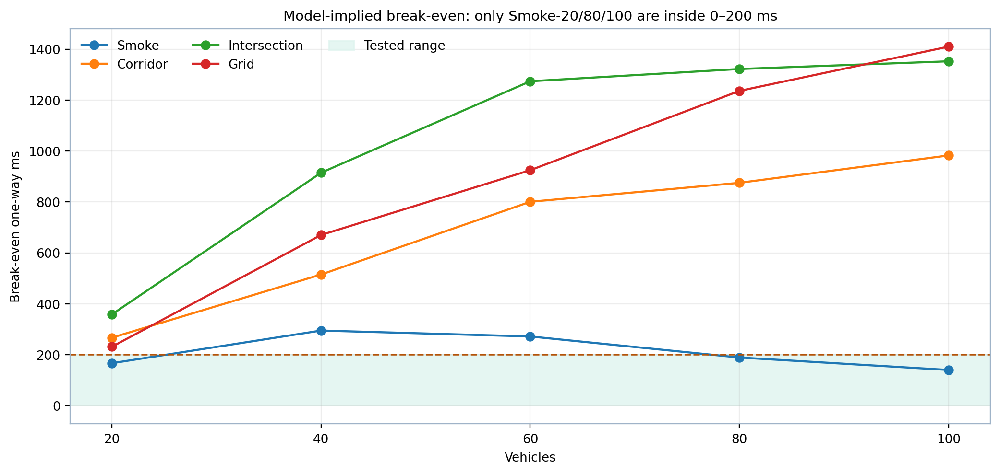 Model-implied break-even: only Smoke-20/80/100 are inside 0–200 ms
Smoke
Corridor
Intersection
Grid
Tested range
Break-even one-way ms
1400
1200
1000
800
600
400
200
0
20 40 60 80 100
Vehicles